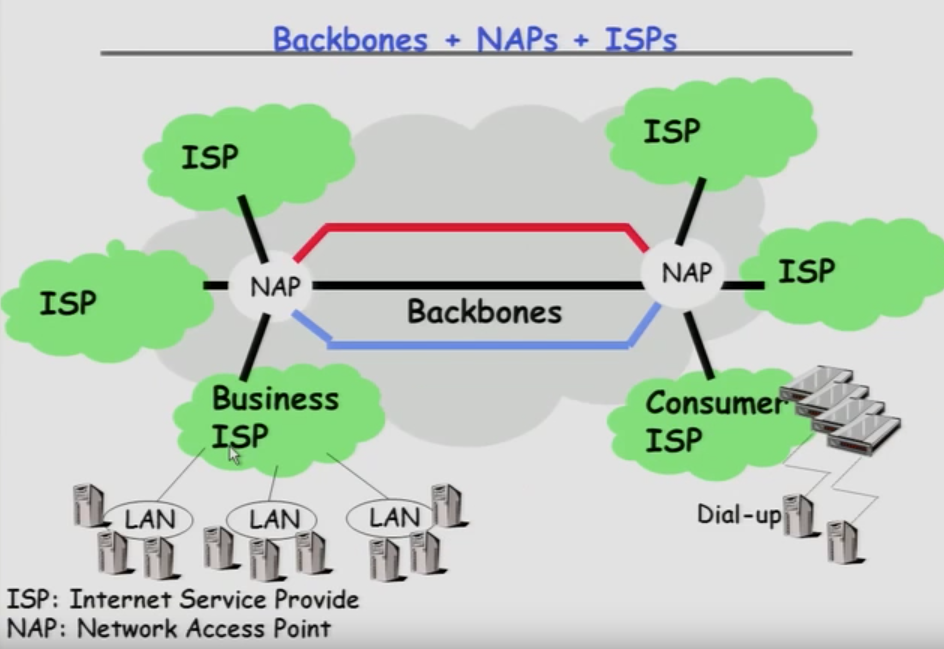 Backbones + NAPs + ISPs
ISP
ISP
ISP
NAP
NAP
ISP
Backbones
Business
ISP
Consumer
ISP
LAN
LAN
LAN
Dial-up
ISP: Internet Service Provide
NAP: Network Access Point